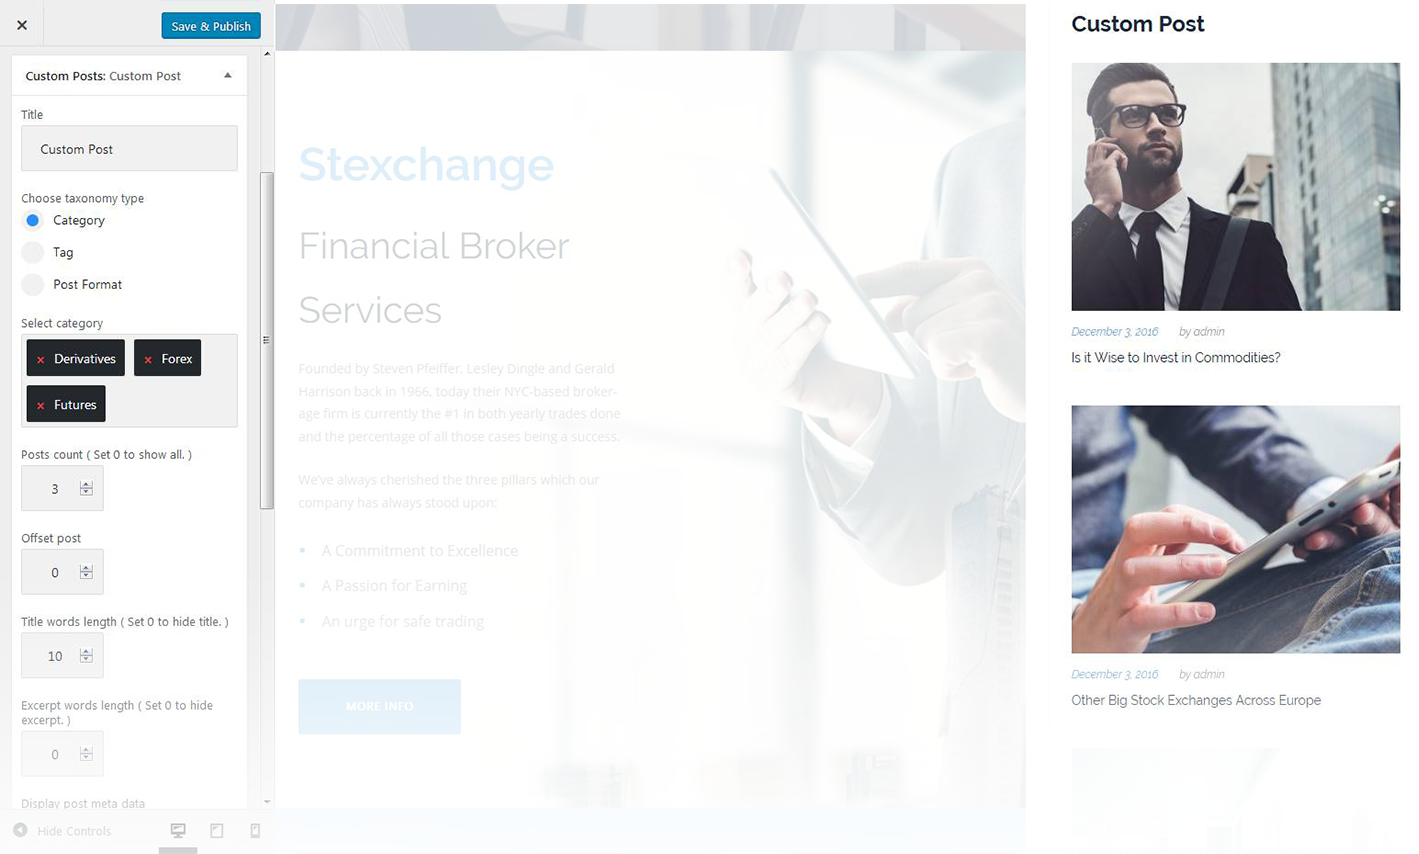 Save & Publish
Custom Posts: Custom Post
Title
Custom Post
Choose taxonomy type
Category
Tag
Post Format
Select category
× Derivatives
× Forex
× Futures
Posts count ( Set 0 to show all. )
3
Offset post
0
Title words length ( Set 0 to hide title. )
10
Excerpt words length ( Set 0 to hide
excerpt. )
0
Display post meta data
Hide Controls
Stexchange
Financial Broker
Services
Founded by Steven Pfeiffer, Lesley Dingle and Gerald
Harrison back in 1966, today their NYC-based broker-
age firm is currently the #1 in both yearly trades done
and the percentage of all those cases being a success.
We've always cherished the three pillars which our
company has always stood upon:
• A Commitment to Excellence
• A Passion for Earning
• An urge for safe trading
MORE INFO
Custom Post
December 3, 2016 by admin
Is it Wise to Invest in Commodities?
December 3, 2016 by admin
Other Big Stock Exchanges Across Europe